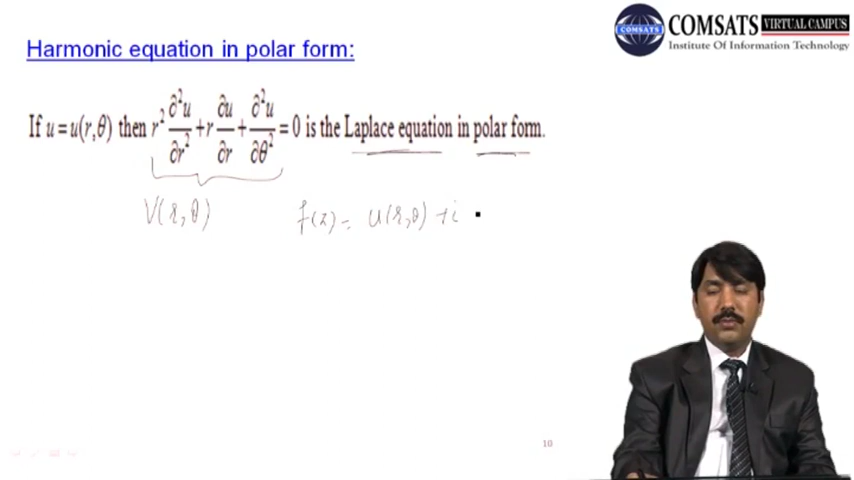 COMSATS VIRTUAL CAMPUS
Institute Of Information Technology
Harmonic equation in polar form:
If u = u(r,θ) then r² ∂²u/∂r² + r ∂u/∂r + ∂²u/∂θ² = 0 is the Laplace equation in polar form.
V(r,θ) f(z) = u(r,θ) + i
10